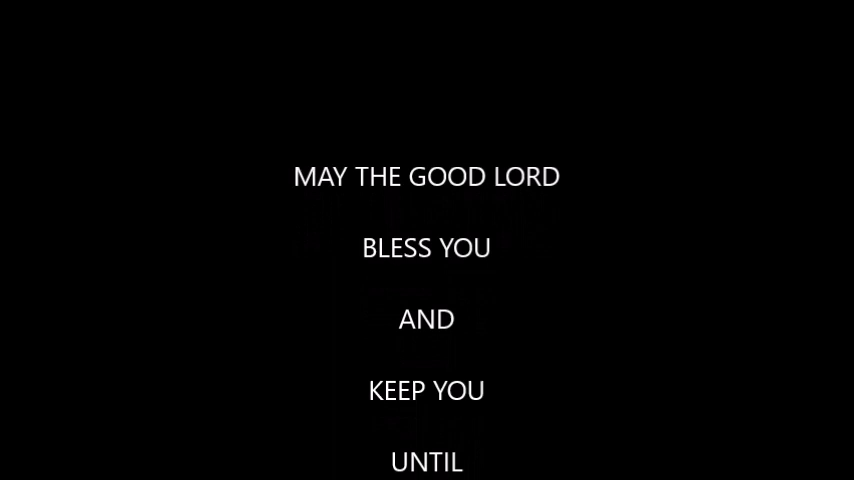 MAY THE GOOD LORD
BLESS YOU
AND
KEEP YOU
UNTIL